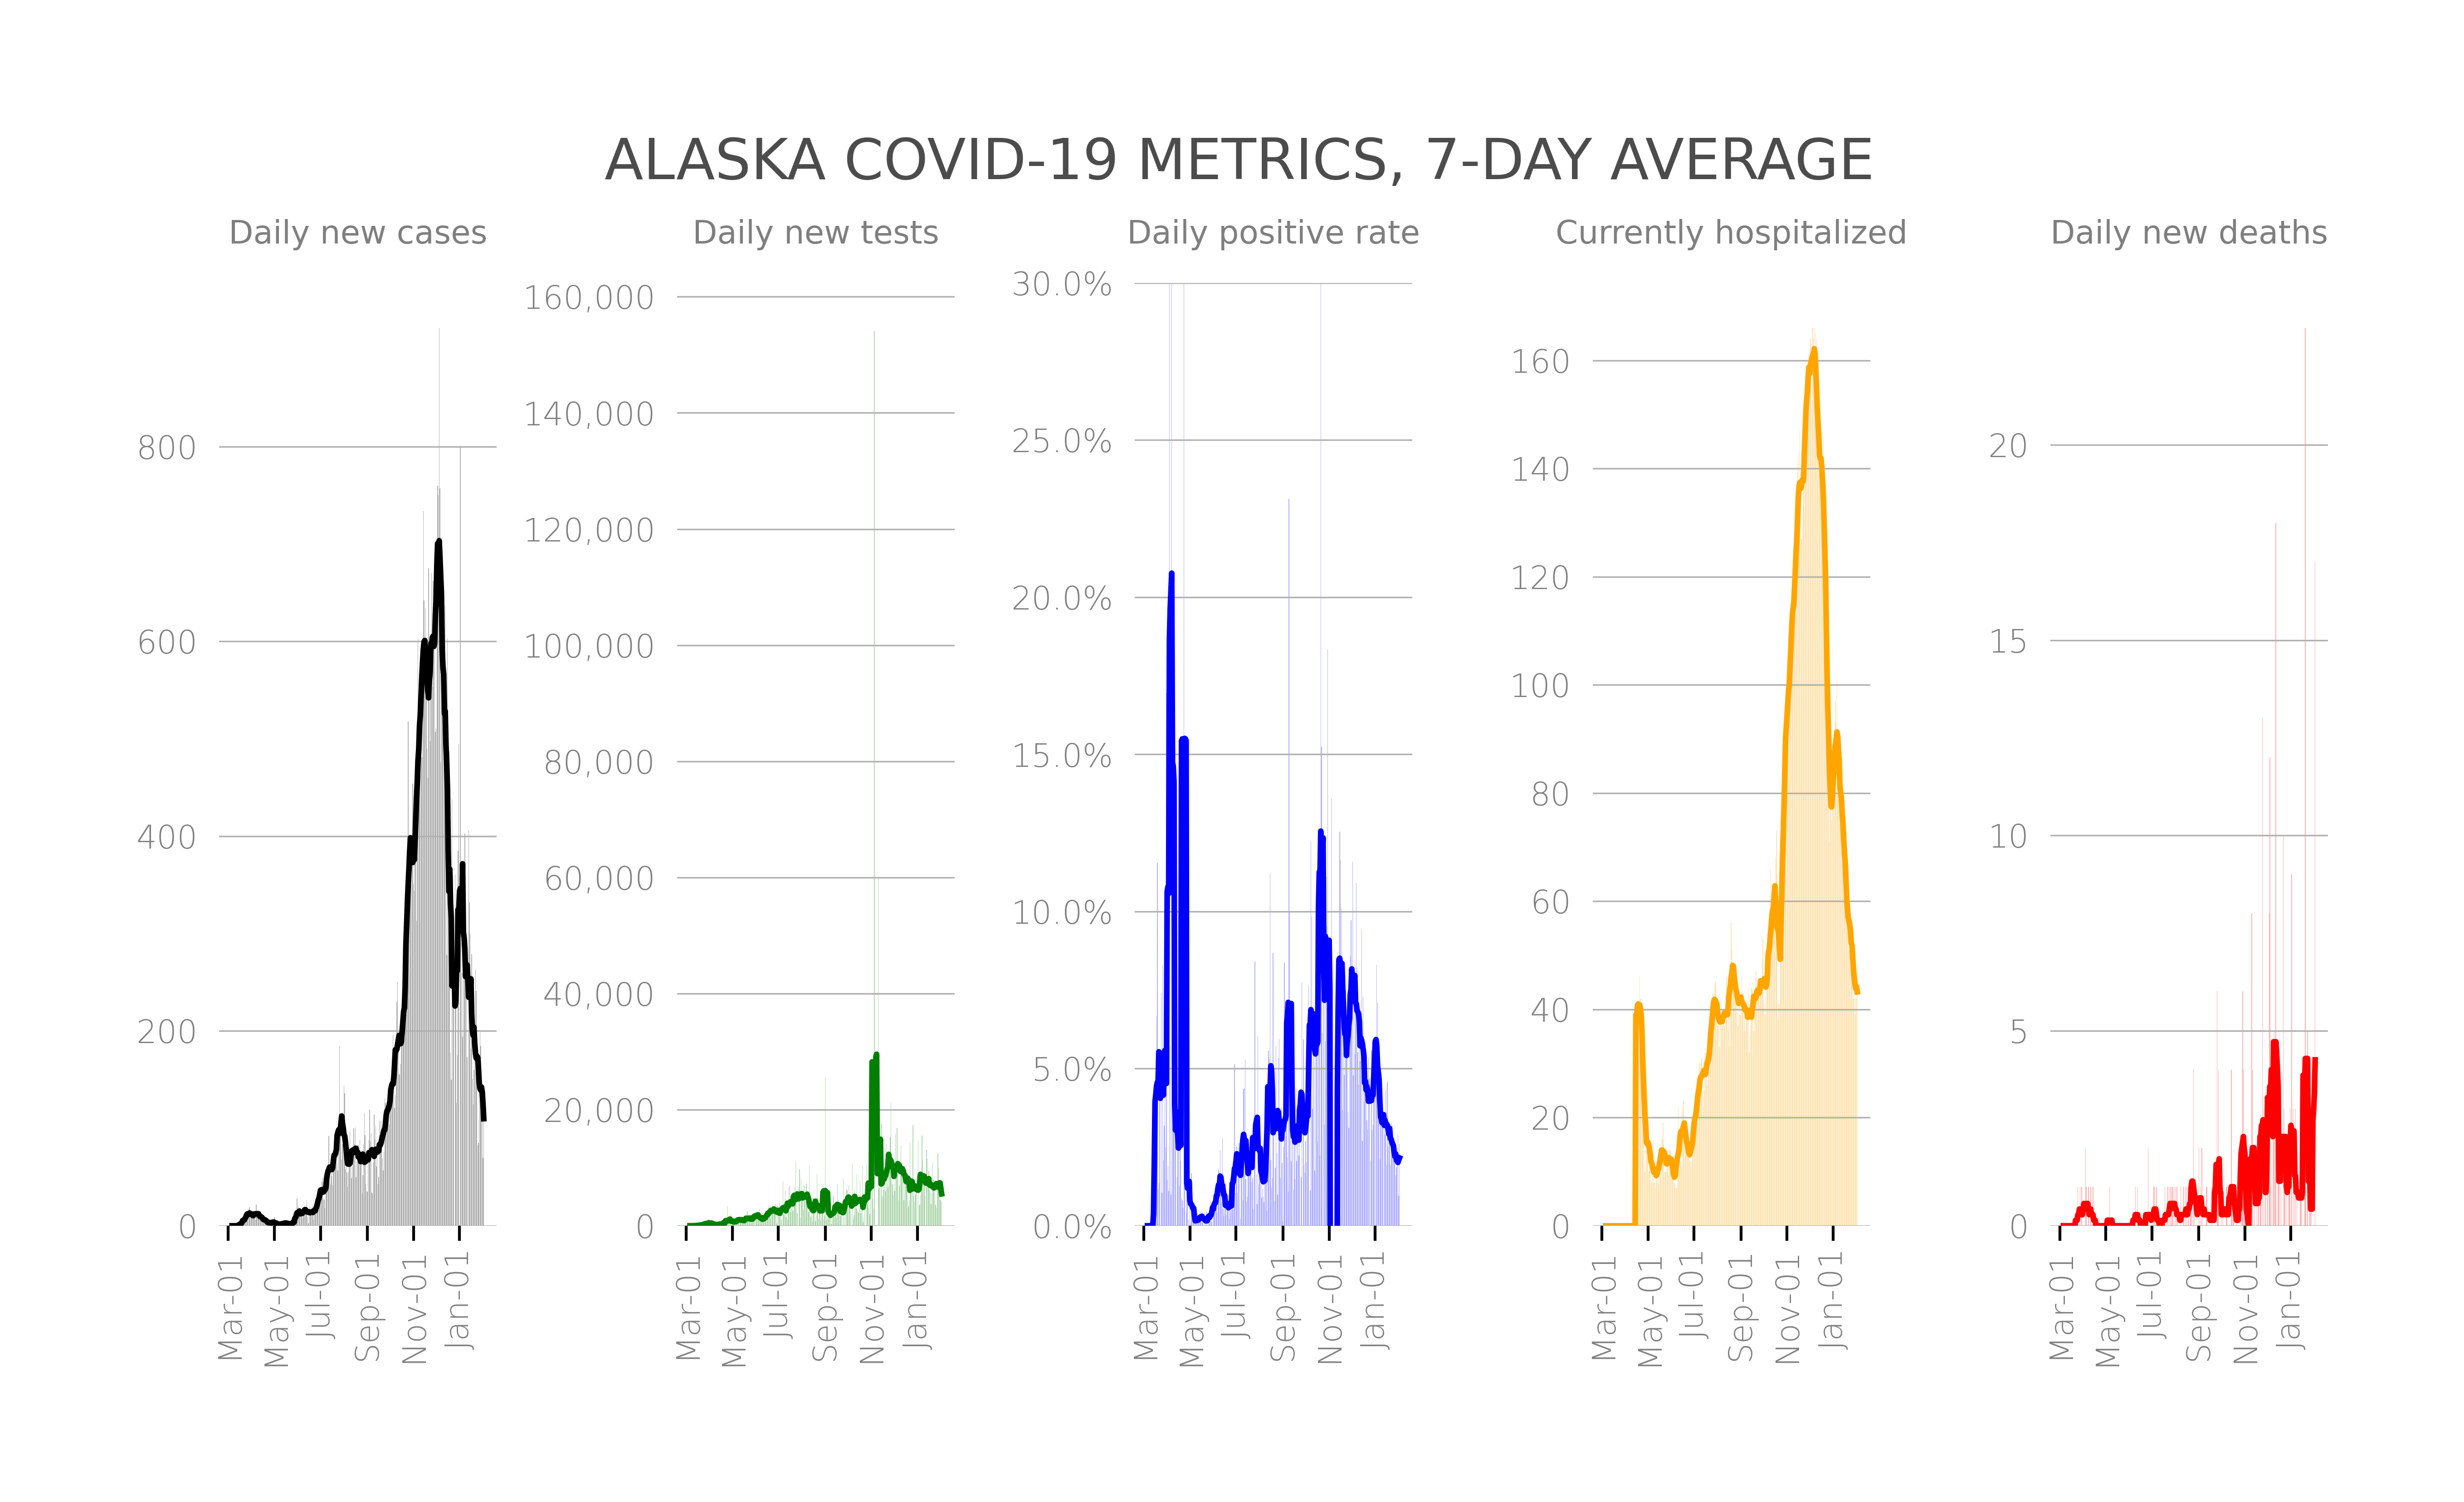 ALASKA COVID-19 METRICS, 7-DAY AVERAGE
Daily new cases
800
600
400
200
0
Mar-01
May-01
Jul-01
Sep-01
Nov-01
Jan-01
Daily new tests
160,000
140,000
120,000
100,000
80,000
60,000
40,000
20,000
0
Mar-01
May-01
Jul-01
Sep-01
Nov-01
Jan-01
Daily positive rate
30.0%
25.0%
20.0%
15.0%
10.0%
5.0%
0.0%
Mar-01
May-01
Jul-01
Sep-01
Nov-01
Jan-01
Currently hospitalized
160
140
120
100
80
60
40
20
0
Mar-01
May-01
Jul-01
Sep-01
Nov-01
Jan-01
Daily new deaths
20
15
10
5
0
Mar-01
May-01
Jul-01
Sep-01
Nov-01
Jan-01